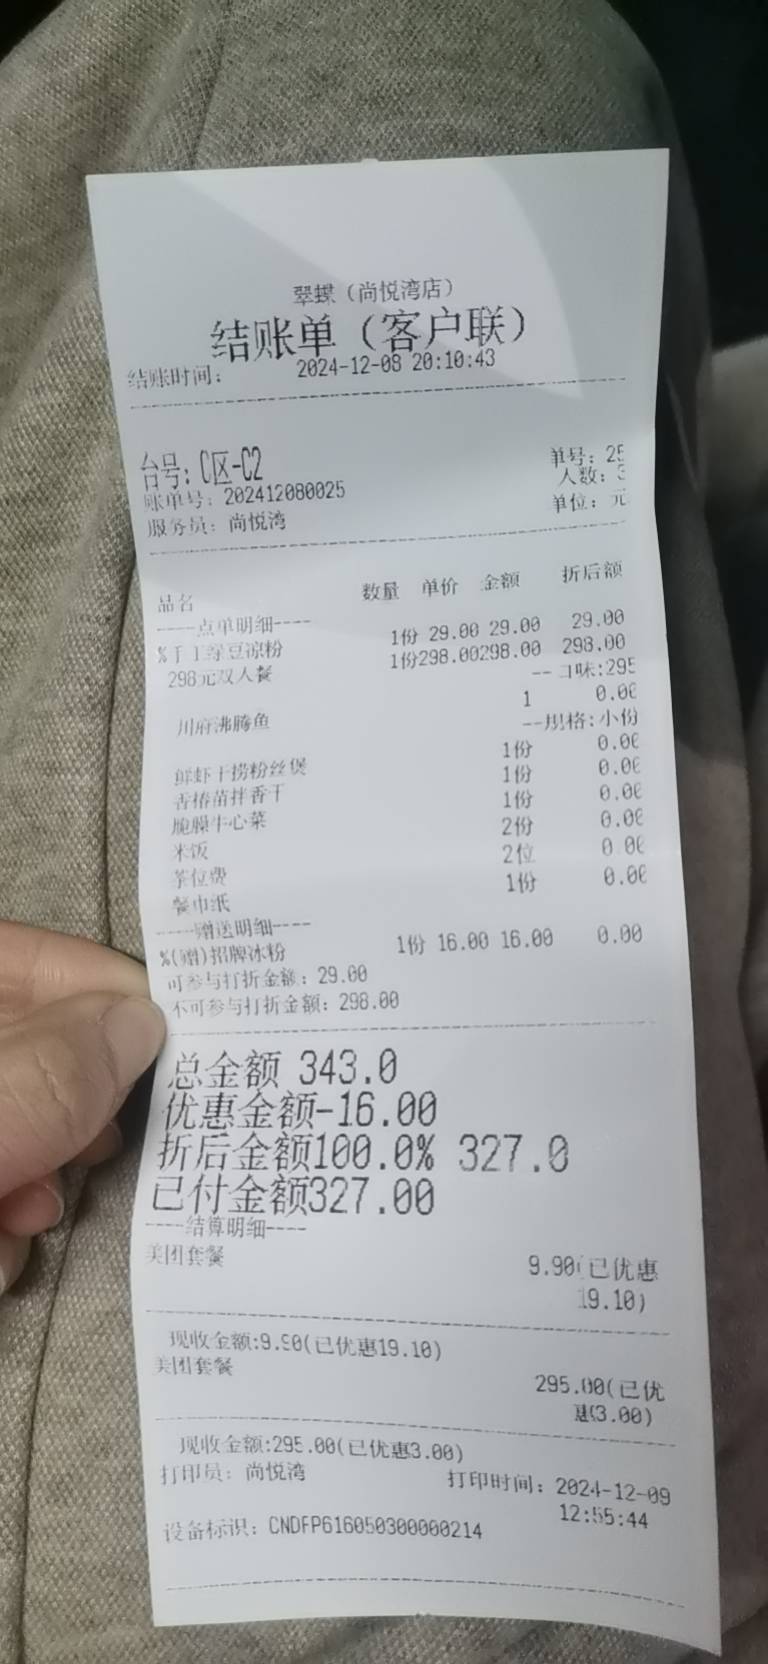 翠蝶（尚悦湾店）
结账单（客户联）
结账时间： 2024-12-08 20:10:43
台号：C区-C2
单号：25
人数：3
账单号：202412080025
单位：元
服务员：尚悦湾
品名 数量 单价 金额 折后额
----点单明细----
%手工绿豆凉粉 1份 29.00 29.00 29.00
298元双人餐 1份298.00298.00 298.00
--口味:295
川府沸腾鱼 1 0.00
--规格:小份
鲜虾干捞粉丝煲 1份 0.00
香椿苗拌香干 1份 0.00
脆臊牛心菜 1份 0.00
米饭 2份 0.00
茶位费 2位 0.00
餐巾纸 1份 0.00
----赠送明细----
%(赠)招牌冰粉 1份 16.00 16.00 0.00
可参与打折金额：29.00
不可参与打折金额：298.00
总金额 343.0
优惠金额-16.00
折后金额100.0% 327.0
已付金额327.00
----结算明细----
美团套餐 9.90(已优惠
19.10)
现收金额:9.90(已优惠19.10)
美团套餐 295.00(已优
惠3.00)
现收金额:295.00(已优惠3.00)
打印员：尚悦湾 打印时间：2024-12-09
12:55:44
设备标识：CNDFP616050300000214